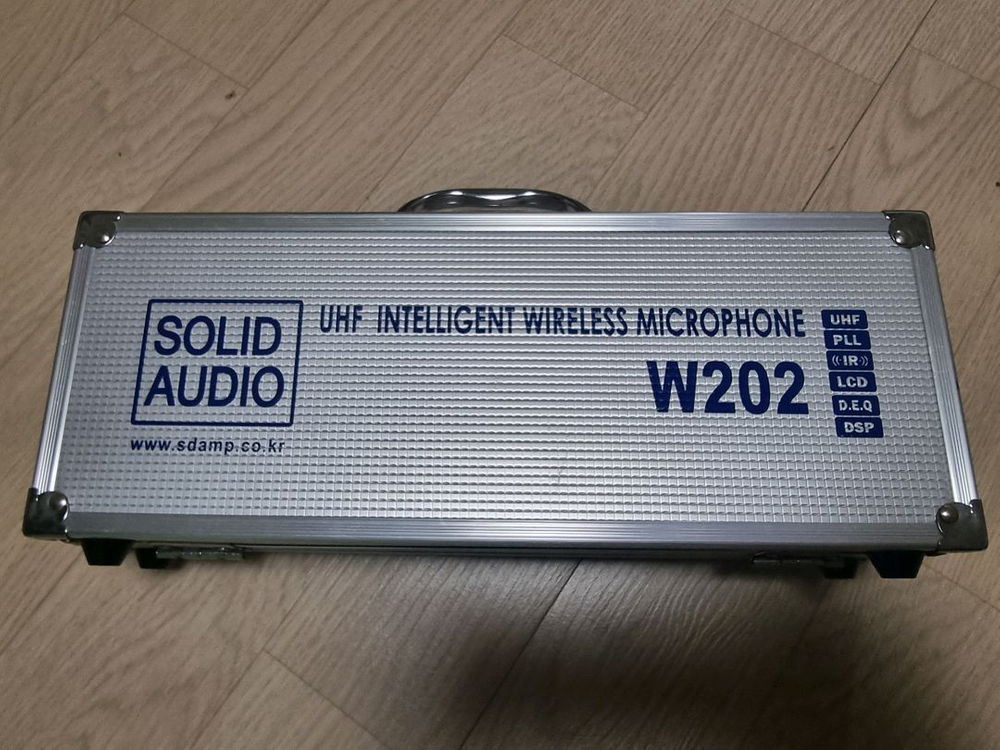 SOLID
AUDIO
www.sdamp.co.kr
UHF INTELLIGENT WIRELESS MICROPHONE
W202
UHF
PLL
((·IR·))
LCD
D.E.Q
DSP